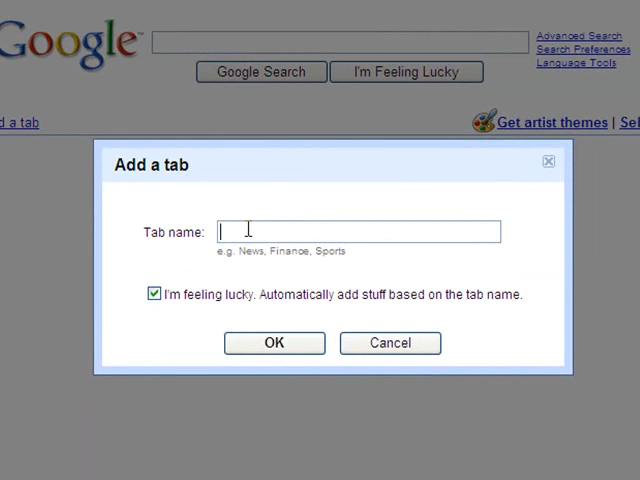 Google™
Advanced Search
Search Preferences
Language Tools
Google Search
I'm Feeling Lucky
d a tab
Get artist themes | Sel
Add a tab
Tab name:
e.g. News, Finance, Sports
I'm feeling lucky. Automatically add stuff based on the tab name.
OK
Cancel